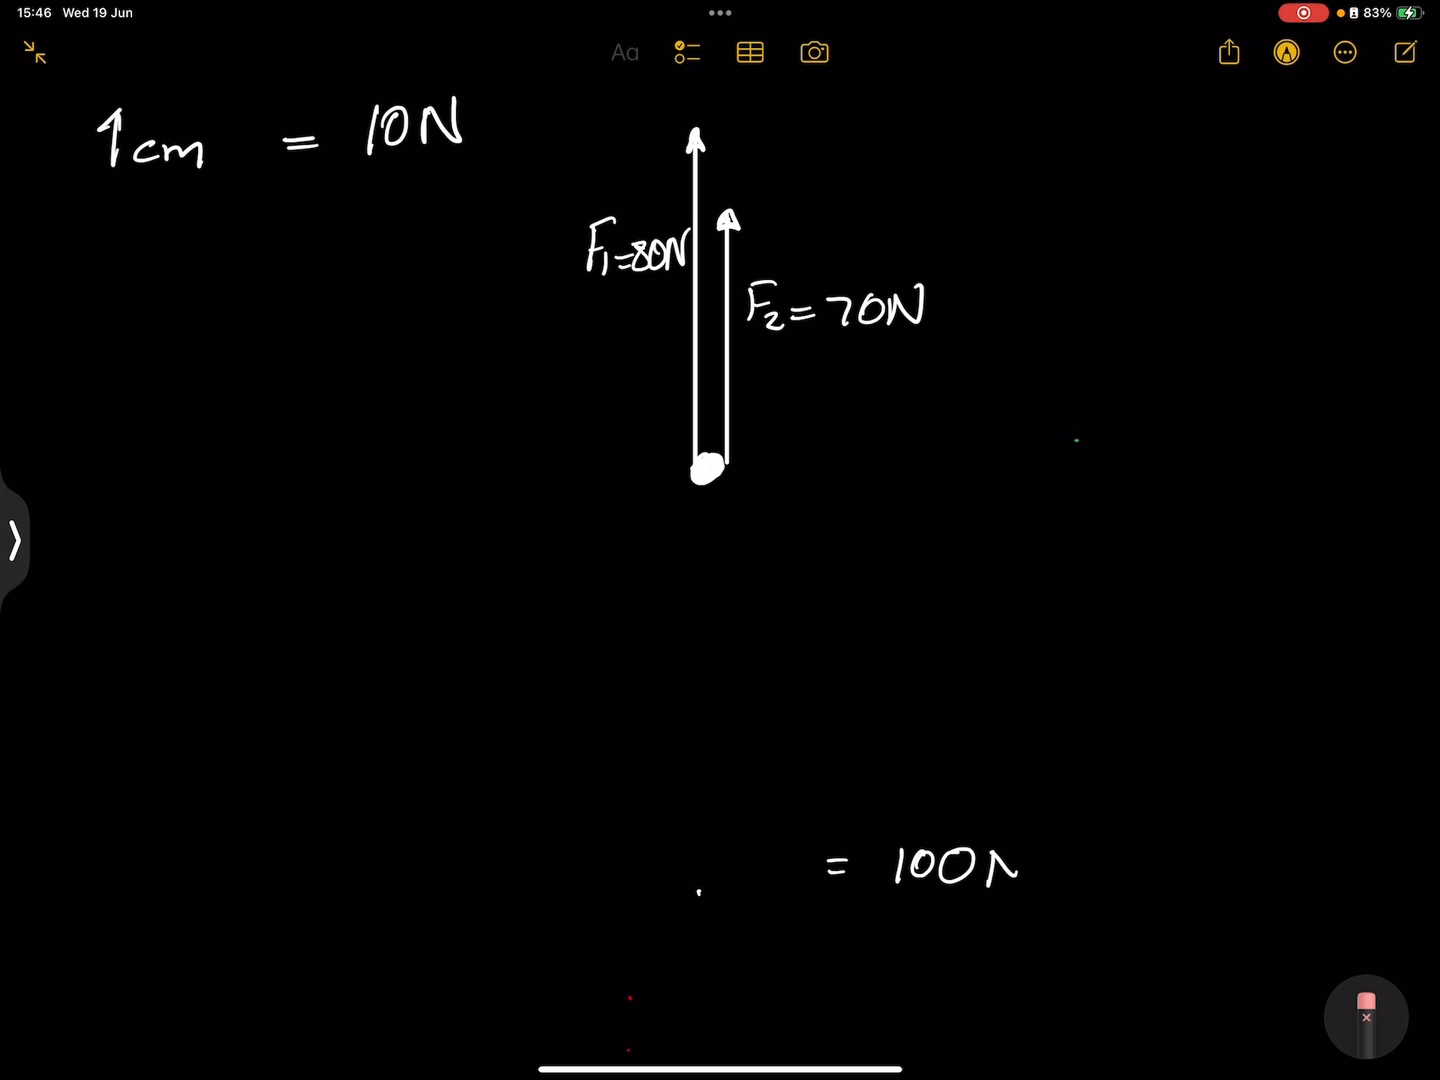 15:46 Wed 19 Jun
83%
Aa
1cm = 10N
F₁=80N
F₂=70N
= 100N